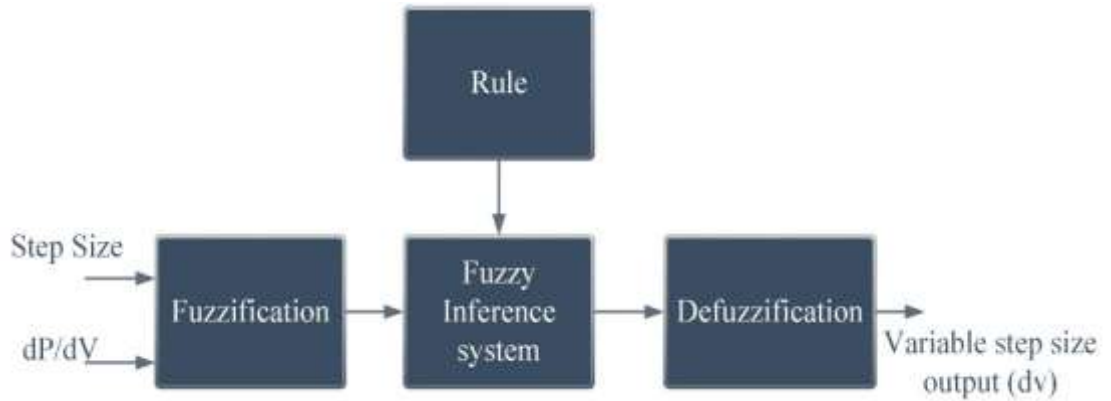 Rule
Step Size
dP/dV
Fuzzification
Fuzzy
Inference
system
Defuzzification
Variable step size
output (dv)